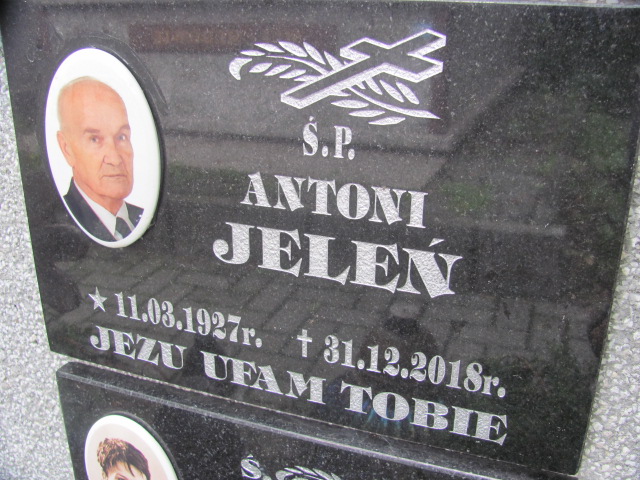 Ś.P.
ANTONI
JELEŃ
★ 11.03.1927r. † 31.12.2018r.
JEZU UFAM TOBIE
Ś.